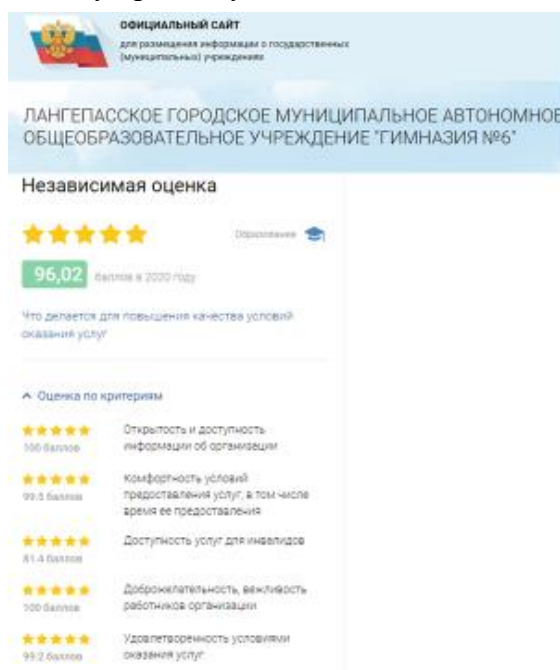 ОФИЦИАЛЬНЫЙ САЙТ
для размещения информации о государственных
(муниципальных) учреждениях
ЛАНГЕПАССКОЕ ГОРОДСКОЕ МУНИЦИПАЛЬНОЕ АВТОНОМНОЕ
ОБЩЕОБРАЗОВАТЕЛЬНОЕ УЧРЕЖДЕНИЕ "ГИМНАЗИЯ №6"
Независимая оценка
Образование
96,02 баллов в 2020 году
Что делается для повышения качества условий
оказания услуг
Оценка по критериям
Открытость и доступность
100 баллов информации об организации
Комфортность условий
99.5 баллов предоставления услуг, в том числе
время ее предоставления
Доступность услуг для инвалидов
81.4 баллов
Доброжелательность, вежливость
100 баллов работников организации
Удовлетворенность условиями
99.2 баллов оказания услуг